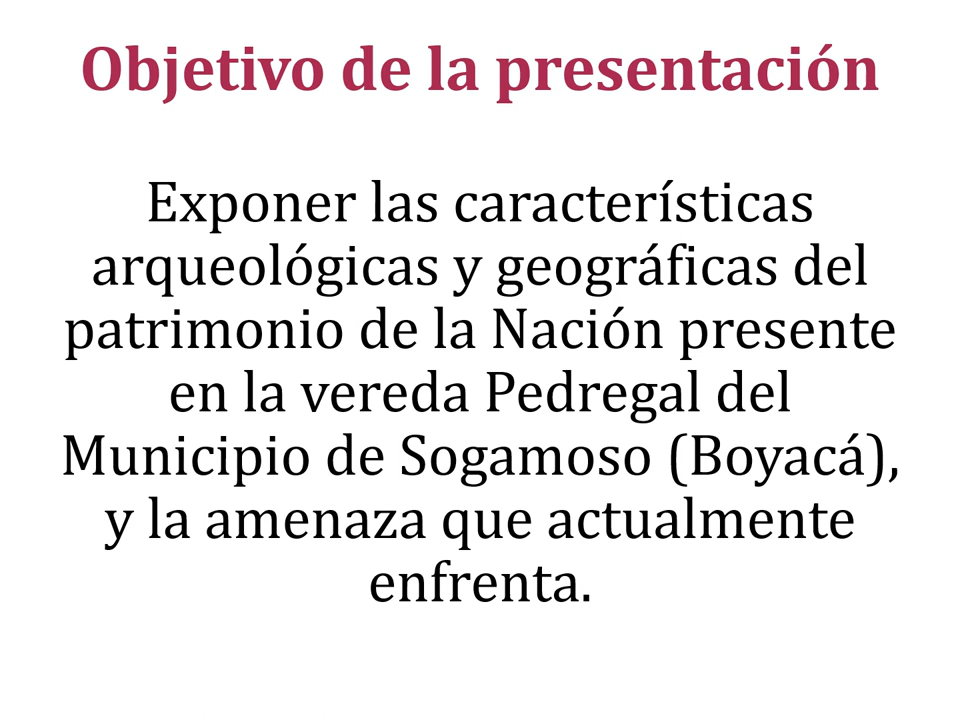 Objetivo de la presentación
Exponer las características
arqueológicas y geográficas del
patrimonio de la Nación presente
en la vereda Pedregal del
Municipio de Sogamoso (Boyacá),
y la amenaza que actualmente
enfrenta.